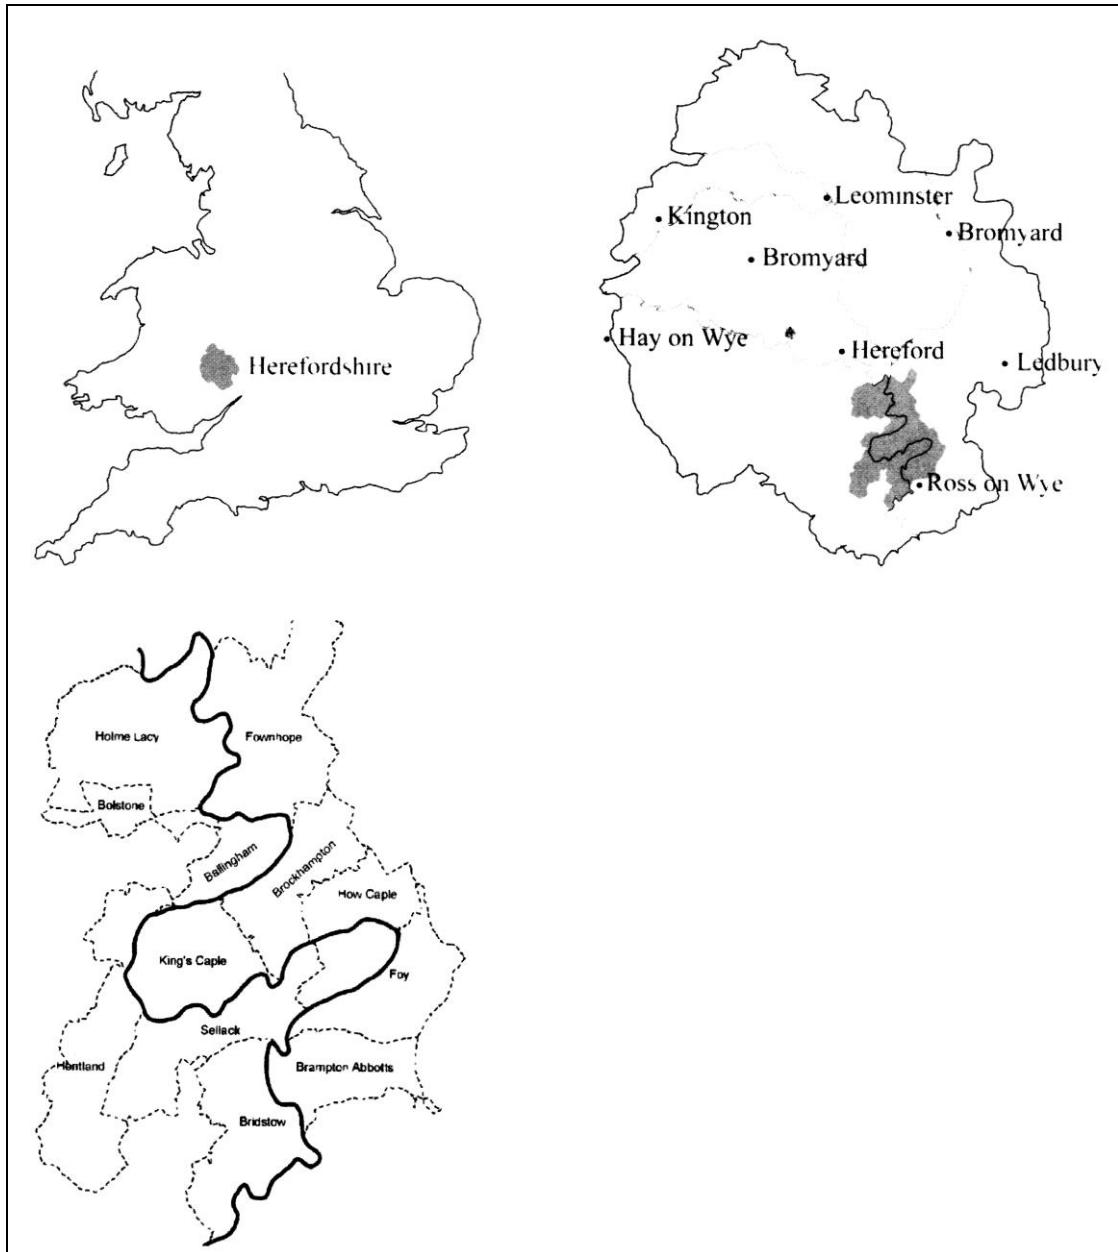 Herefordshire
Leominster
Kington
Bromyard
Bromyard
Hay on Wye
Hereford
Ledbury
Ross on Wye
Holme Lacy
Fownhope
Bolstone
Ballingham
Brockhampton
How Caple
King's Caple
Foy
Sellack
Hentland
Brampton Abbotts
Bridstow